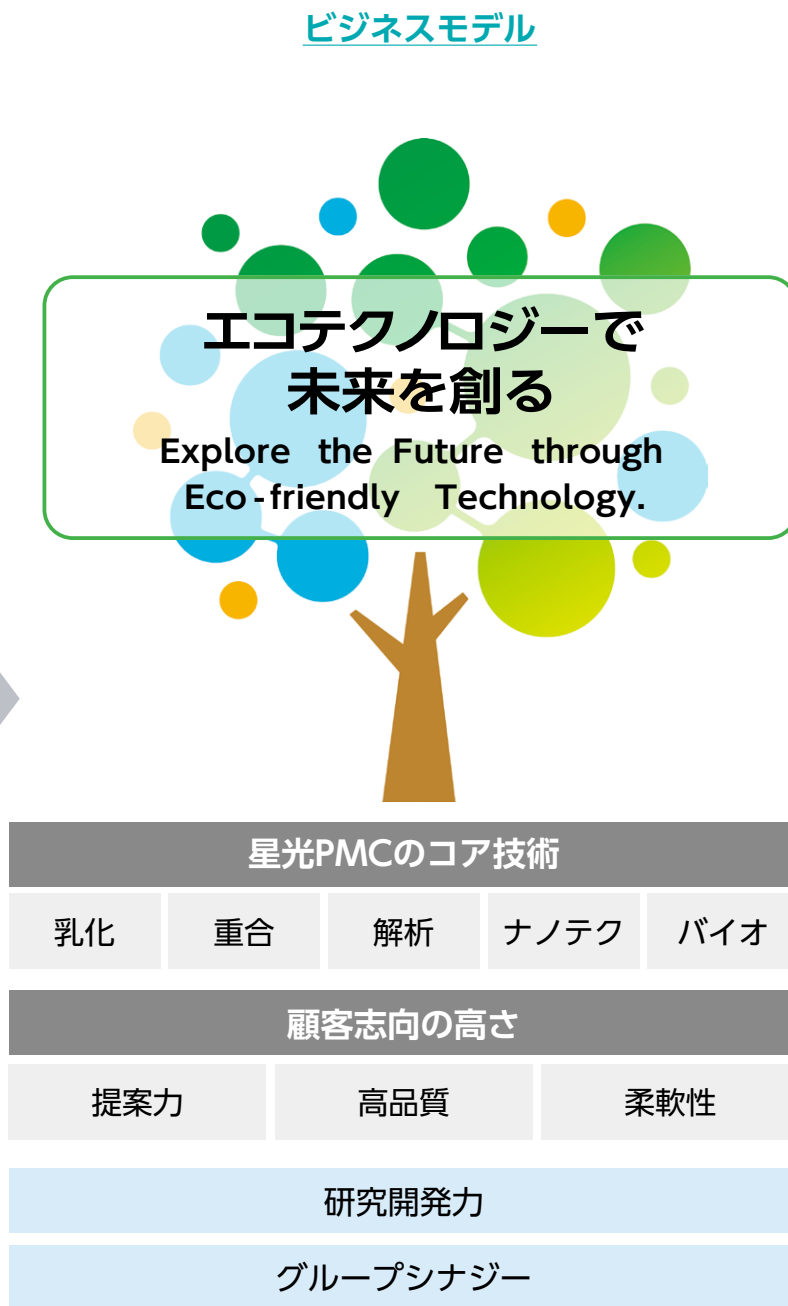 ビジネスモデル
エコテクノロジーで
未来を創る
Explore the Future through
Eco-friendly Technology.
星光PMCのコア技術
乳化 重合 解析 ナノテク バイオ
顧客志向の高さ
提案力 高品質 柔軟性
研究開発力
グループシナジー